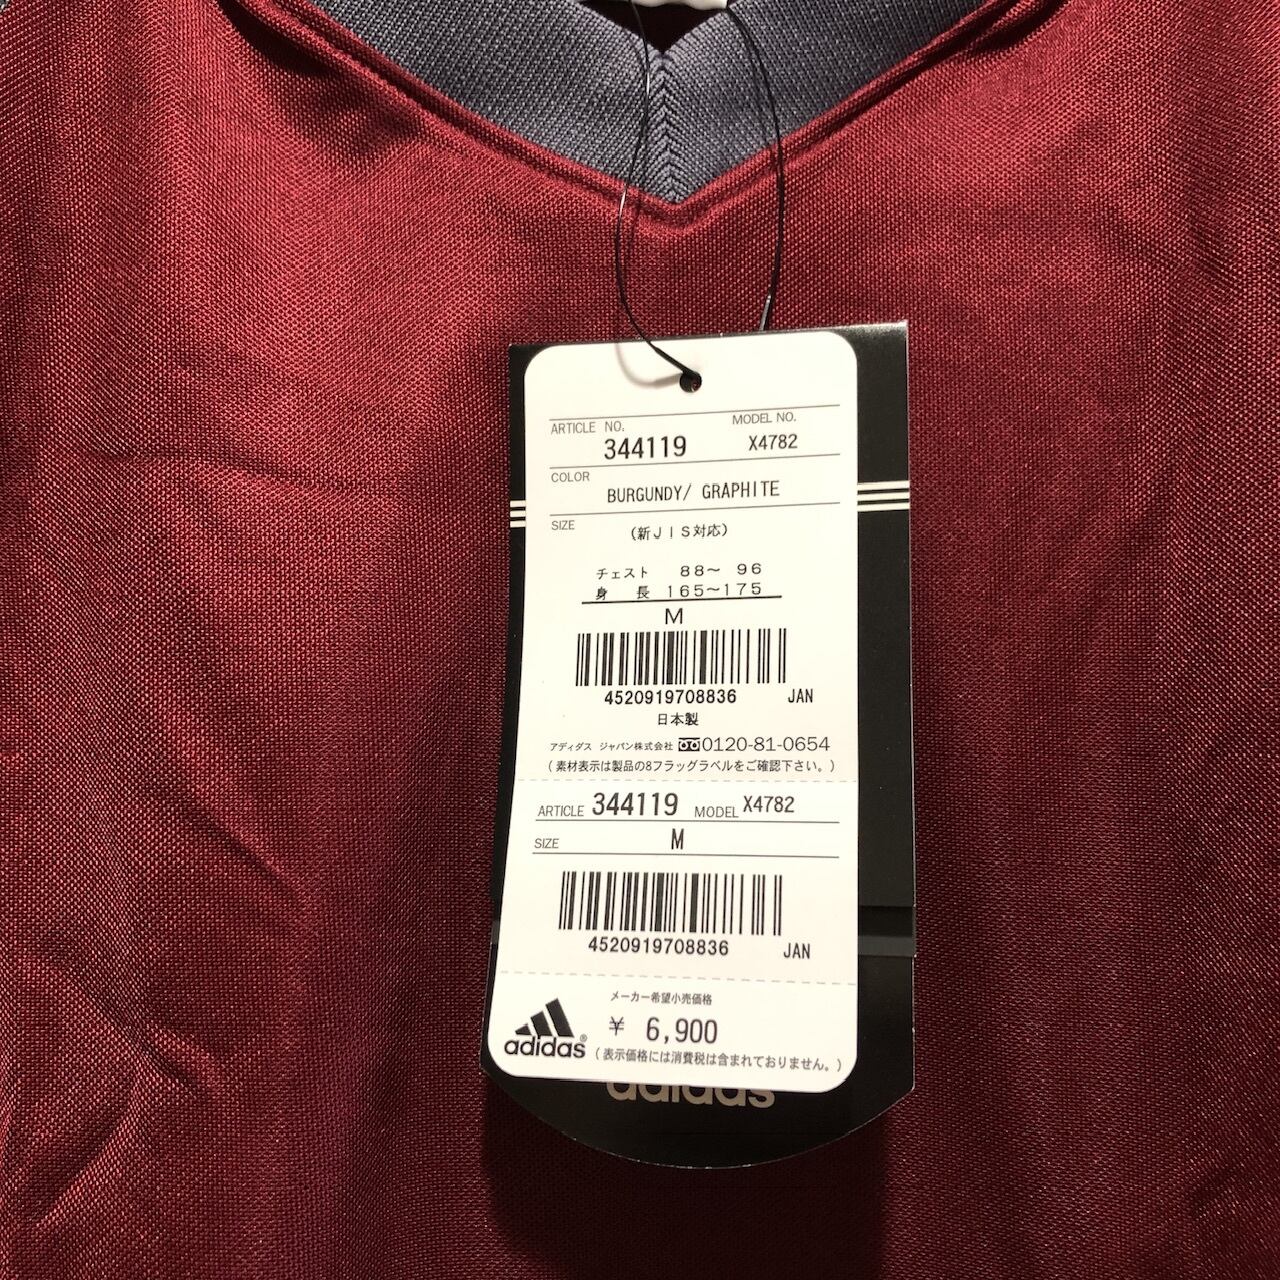 ARTICLE NO. MODEL NO.
344119 X4782
COLOR
BURGUNDY/ GRAPHITE
SIZE
(新JIS対応)
チェスト 88~ 96
身 長 165~175
M
4520919708836 JAN
日本製
アディダス ジャパン株式会社 0120-81-0654
(素材表示は製品の8フラッグラベルをご確認下さい。)
ARTICLE 344119 MODEL X4782
SIZE M
4520919708836 JAN
メーカー希望小売価格
¥ 6,900
adidas® (表示価格には消費税は含まれておりません。)
adidas